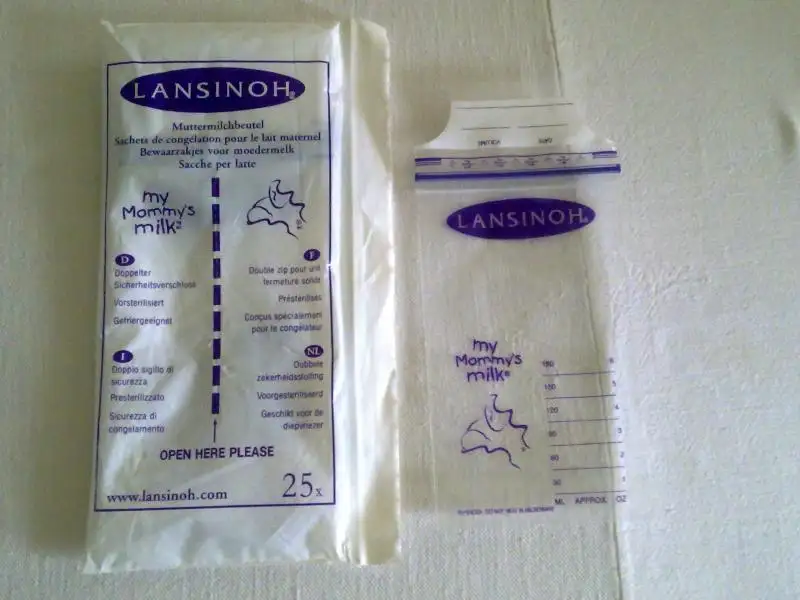 LANSINOH®
Muttermilchbeutel
Sachets de congélation pour le lait maternel
Bewaarzakjes voor moedermelk
Sacche per latte
my
Mommy's
milk
D
Doppelter
Sicherheitsverschloss
Vorsterilisiert
Gefriergeeignet
F
Double zip pour une
fermeture solide
Préstérilisés
Conçus spécialement
pour le congélateur
I
Doppio sigillo di
sicurezza
Presterilizzato
Sicurezza di
congelamento
NL
Dubbele
zekerheidssluiting
Voorgesteriliseerd
Geschikt voor de
diepvriezer
OPEN HERE PLEASE
www.lansinoh.com
25x
DATE
VOLUME
LANSINOH®
my
Mommy's
milk®
180 6
150 5
120 4
90 3
60 2
30 1
ML APPROX. OZ